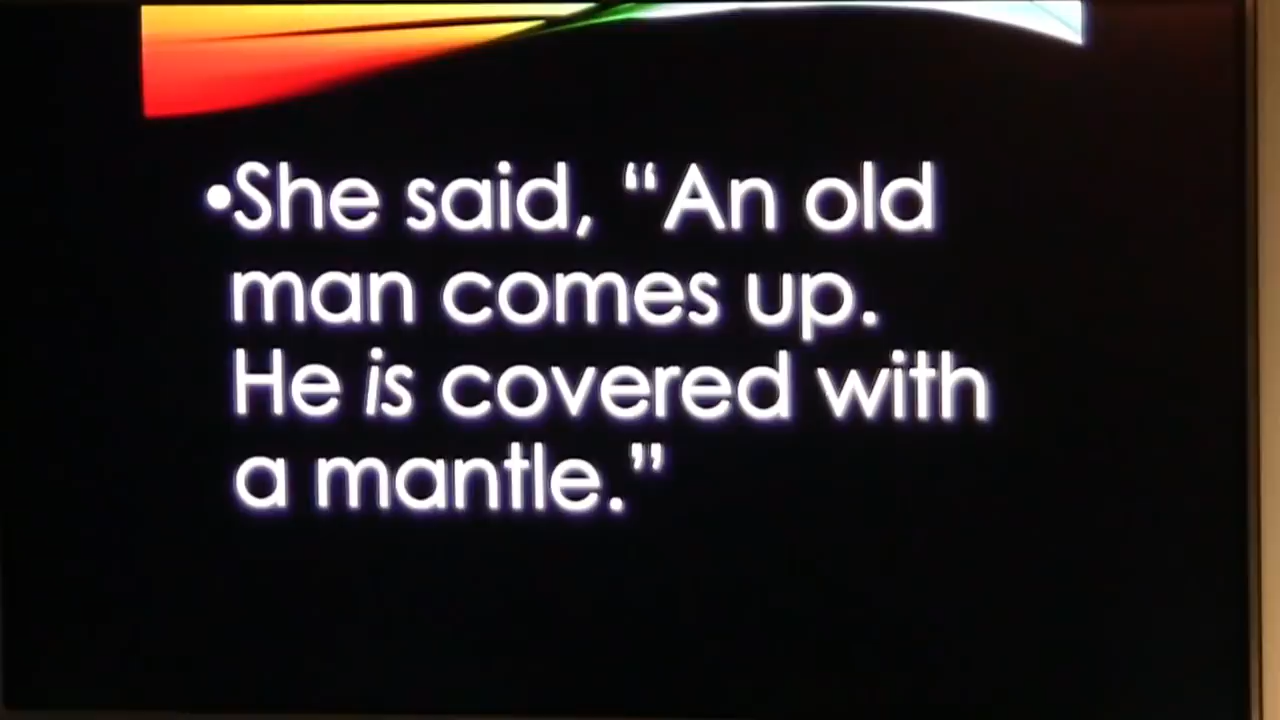 •She said, “An old
man comes up.
He is covered with
a mantle.”